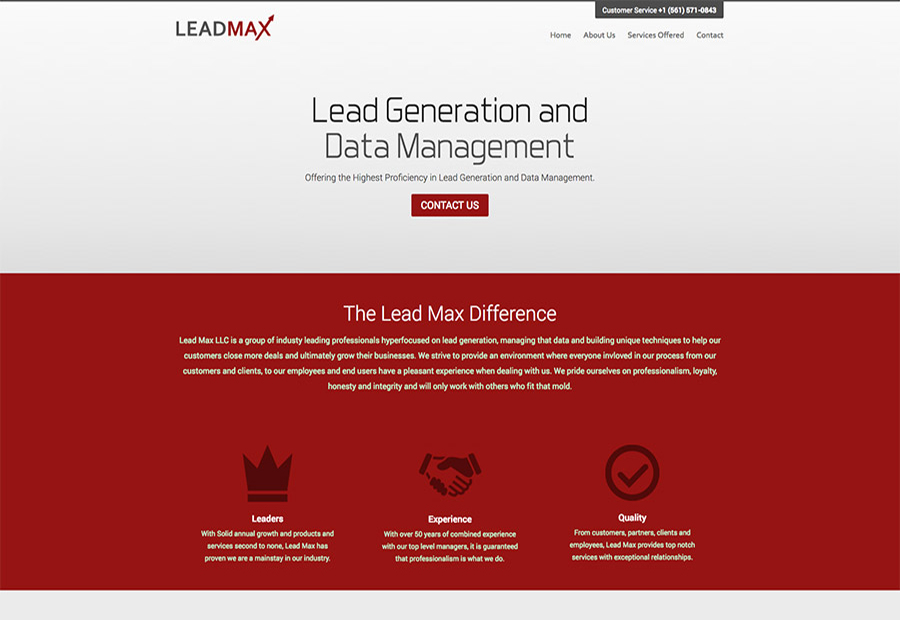 Customer Service +1 (561) 571-0843
LEADMAX
Home About Us Services Offered Contact
Lead Generation and
Data Management
Offering the Highest Proficiency in Lead Generation and Data Management.
CONTACT US
The Lead Max Difference
Lead Max LLC is a group of industy leading professionals hyperfocused on lead generation, managing that data and building unique techniques to help our
customers close more deals and ultimately grow their businesses. We strive to provide an environment where everyone invloved in our process from our
customers and clients, to our employees and end users have a pleasant experience when dealing with us. We pride ourselves on professionalism, loyalty,
honesty and integrity and will only work with others who fit that mold.
Leaders
With Solid annual growth and products and
services second to none, Lead Max has
proven we are a mainstay in our industry.
Experience
With over 50 years of combined experience
with our top level managers, it is guaranteed
that professionalism is what we do.
Quality
From customers, partners, clients and
employees, Lead Max provides top notch
services with exceptional relationships.